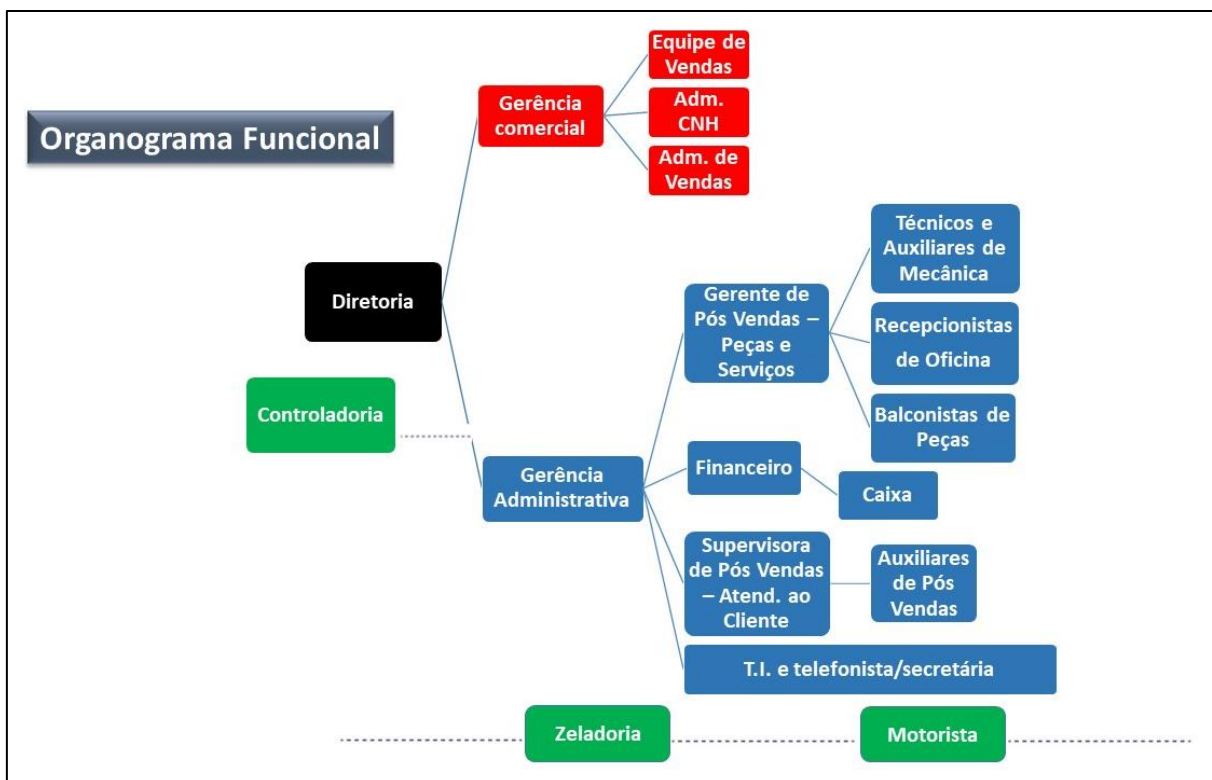 Organograma Funcional
Gerência
comercial
Equipe de
Vendas
Adm.
CNH
Adm. de
Vendas
Diretoria
Controladoria
Gerência
Administrativa
Gerente de
Pós Vendas –
Peças e
Serviços
Técnicos e
Auxiliares de
Mecânica
Recepcionistas
de Oficina
Balconistas de
Peças
Financeiro
Caixa
Supervisora
de Pós Vendas
– Atend. ao
Cliente
Auxiliares
de Pós
Vendas
T.I. e telefonista/secretária
Zeladoria
Motorista